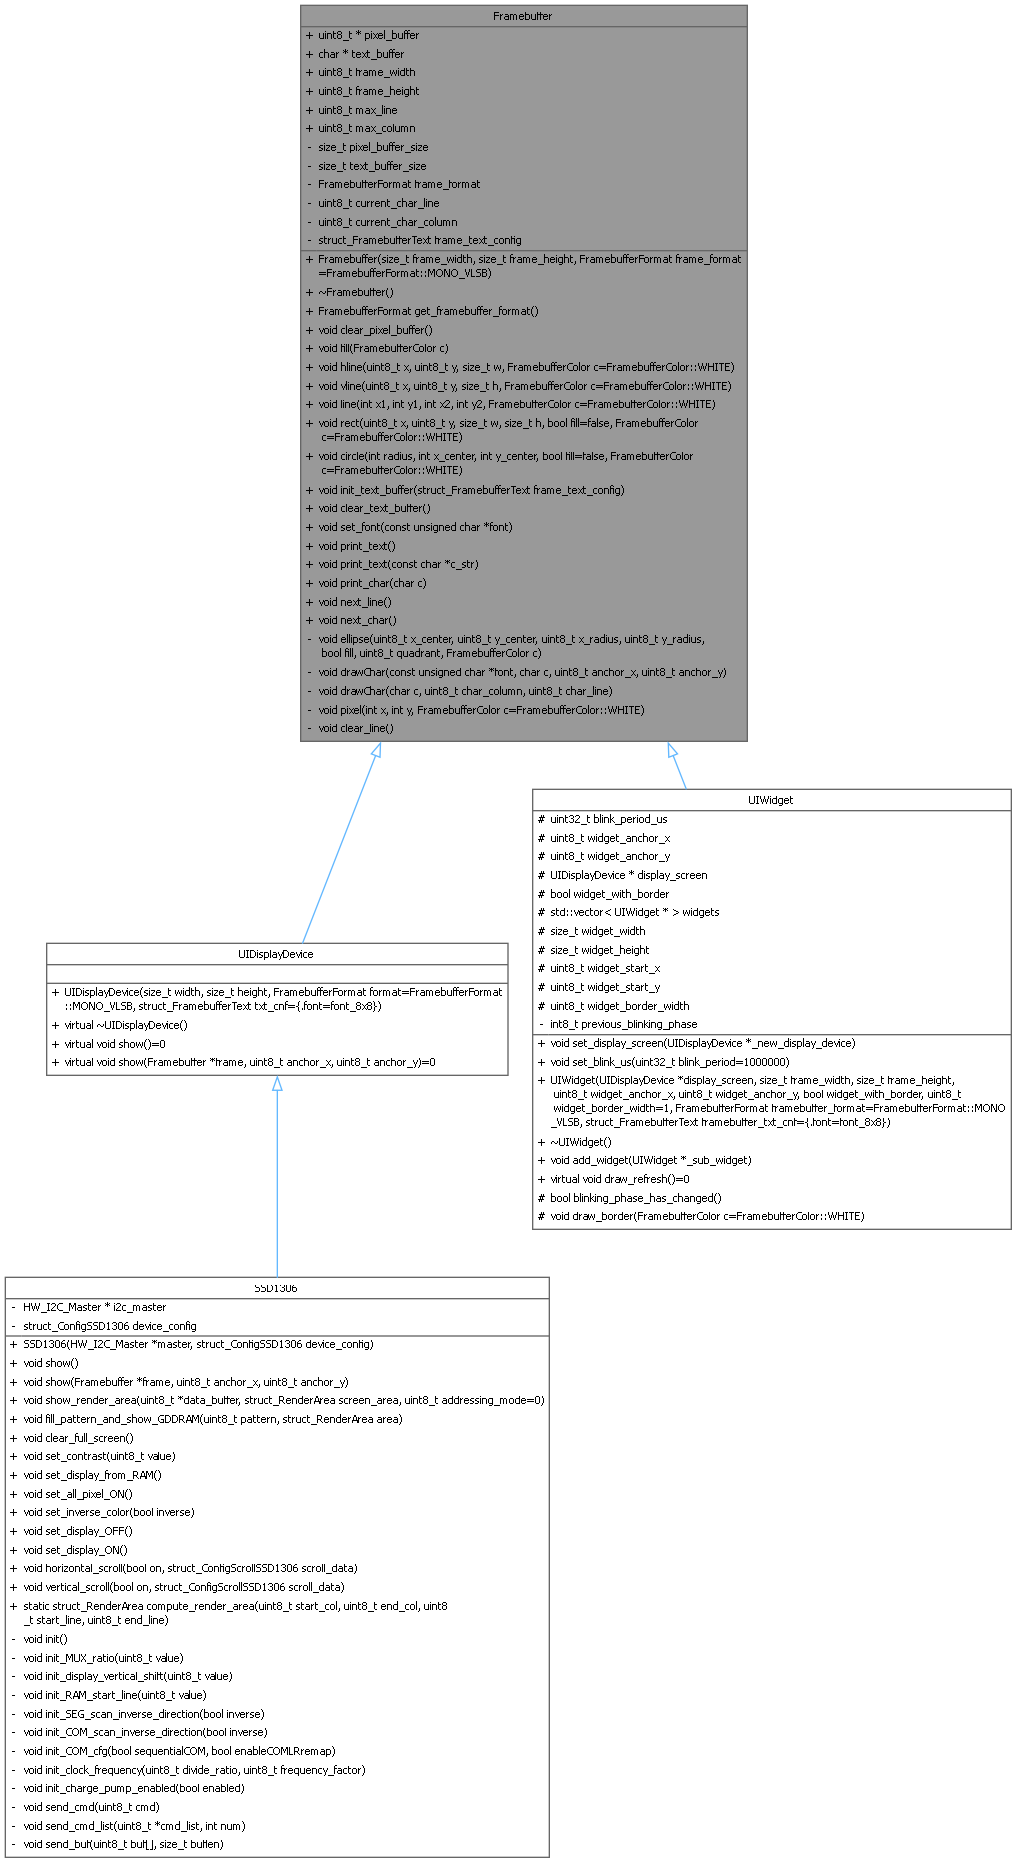 Framebuffer
+ uint8_t * pixel_buffer
+ char * text_buffer
+ uint8_t frame_width
+ uint8_t frame_height
+ uint8_t max_line
+ uint8_t max_column
- size_t pixel_buffer_size
- size_t text_buffer_size
- FramebufferFormat frame_format
- uint8_t current_char_line
- uint8_t current_char_column
- struct_FramebufferText frame_text_config
+ Framebuffer(size_t frame_width, size_t frame_height, FramebufferFormat frame_format
=FramebufferFormat::MONO_VLSB)
+ ~Framebuffer()
+ FramebufferFormat get_framebuffer_format()
+ void clear_pixel_buffer()
+ void fill(FramebufferColor c)
+ void hline(uint8_t x, uint8_t y, size_t w, FramebufferColor c=FramebufferColor::WHITE)
+ void vline(uint8_t x, uint8_t y, size_t h, FramebufferColor c=FramebufferColor::WHITE)
+ void line(int x1, int y1, int x2, int y2, FramebufferColor c=FramebufferColor::WHITE)
+ void rect(uint8_t x, uint8_t y, size_t w, size_t h, bool fill=false, FramebufferColor
c=FramebufferColor::WHITE)
+ void circle(int radius, int x_center, int y_center, bool fill=false, FramebufferColor
c=FramebufferColor::WHITE)
+ void init_text_buffer(struct_FramebufferText frame_text_config)
+ void clear_text_buffer()
+ void set_font(const unsigned char *font)
+ void print_text()
+ void print_text(const char *c_str)
+ void print_char(char c)
+ void next_line()
+ void next_char()
- void ellipse(uint8_t x_center, uint8_t y_center, uint8_t x_radius, uint8_t y_radius,
bool fill, uint8_t quadrant, FramebufferColor c)
- void drawChar(const unsigned char *font, char c, uint8_t anchor_x, uint8_t anchor_y)
- void drawChar(char c, uint8_t char_column, uint8_t char_line)
- void pixel(int x, int y, FramebufferColor c=FramebufferColor::WHITE)
- void clear_line()
UIWidget
# uint32_t blink_period_us
# uint8_t widget_anchor_x
# uint8_t widget_anchor_y
# UIDisplayDevice * display_screen
# bool widget_with_border
# std::vector< UIWidget * > widgets
# size_t widget_width
# size_t widget_height
# uint8_t widget_start_x
# uint8_t widget_start_y
# uint8_t widget_border_width
- int8_t previous_blinking_phase
+ void set_display_screen(UIDisplayDevice *_new_display_device)
+ void set_blink_us(uint32_t blink_period=1000000)
+ UIWidget(UIDisplayDevice *display_screen, size_t frame_width, size_t frame_height,
uint8_t widget_anchor_x, uint8_t widget_anchor_y, bool widget_with_border, uint8_t
widget_border_width=1, FramebufferFormat framebuffer_format=FramebufferFormat::MONO
_VLSB, struct_FramebufferText framebuffer_txt_cnf={.font=font_8x8})
+ ~UIWidget()
+ void add_widget(UIWidget *_sub_widget)
+ virtual void draw_refresh()=0
# bool blinking_phase_has_changed()
# void draw_border(FramebufferColor c=FramebufferColor::WHITE)
UIDisplayDevice
+ UIDisplayDevice(size_t width, size_t height, FramebufferFormat format=FramebufferFormat
::MONO_VLSB, struct_FramebufferText txt_cnf={.font=font_8x8})
+ virtual ~UIDisplayDevice()
+ virtual void show()=0
+ virtual void show(Framebuffer *frame, uint8_t anchor_x, uint8_t anchor_y)=0
SSD1306
- HW_I2C_Master * i2c_master
- struct_ConfigSSD1306 device_config
+ SSD1306(HW_I2C_Master *master, struct_ConfigSSD1306 device_config)
+ void show()
+ void show(Framebuffer *frame, uint8_t anchor_x, uint8_t anchor_y)
+ void show_render_area(uint8_t *data_buffer, struct_RenderArea screen_area, uint8_t addressing_mode=0)
+ void fill_pattern_and_show_GDDRAM(uint8_t pattern, struct_RenderArea area)
+ void clear_full_screen()
+ void set_contrast(uint8_t value)
+ void set_display_from_RAM()
+ void set_all_pixel_ON()
+ void set_inverse_color(bool inverse)
+ void set_display_OFF()
+ void set_display_ON()
+ void horizontal_scroll(bool on, struct_ConfigScrollSSD1306 scroll_data)
+ void vertical_scroll(bool on, struct_ConfigScrollSSD1306 scroll_data)
+ static struct_RenderArea compute_render_area(uint8_t start_col, uint8_t end_col, uint8
_t start_line, uint8_t end_line)
- void init()
- void init_MUX_ratio(uint8_t value)
- void init_display_vertical_shift(uint8_t value)
- void init_RAM_start_line(uint8_t value)
- void init_SEG_scan_inverse_direction(bool inverse)
- void init_COM_scan_inverse_direction(bool inverse)
- void init_COM_cfg(bool sequentialCOM, bool enableCOMLRremap)
- void init_clock_frequency(uint8_t divide_ratio, uint8_t frequency_factor)
- void init_charge_pump_enabled(bool enabled)
- void send_cmd(uint8_t cmd)
- void send_cmd_list(uint8_t *cmd_list, int num)
- void send_buf(uint8_t buf[], size_t buflen)